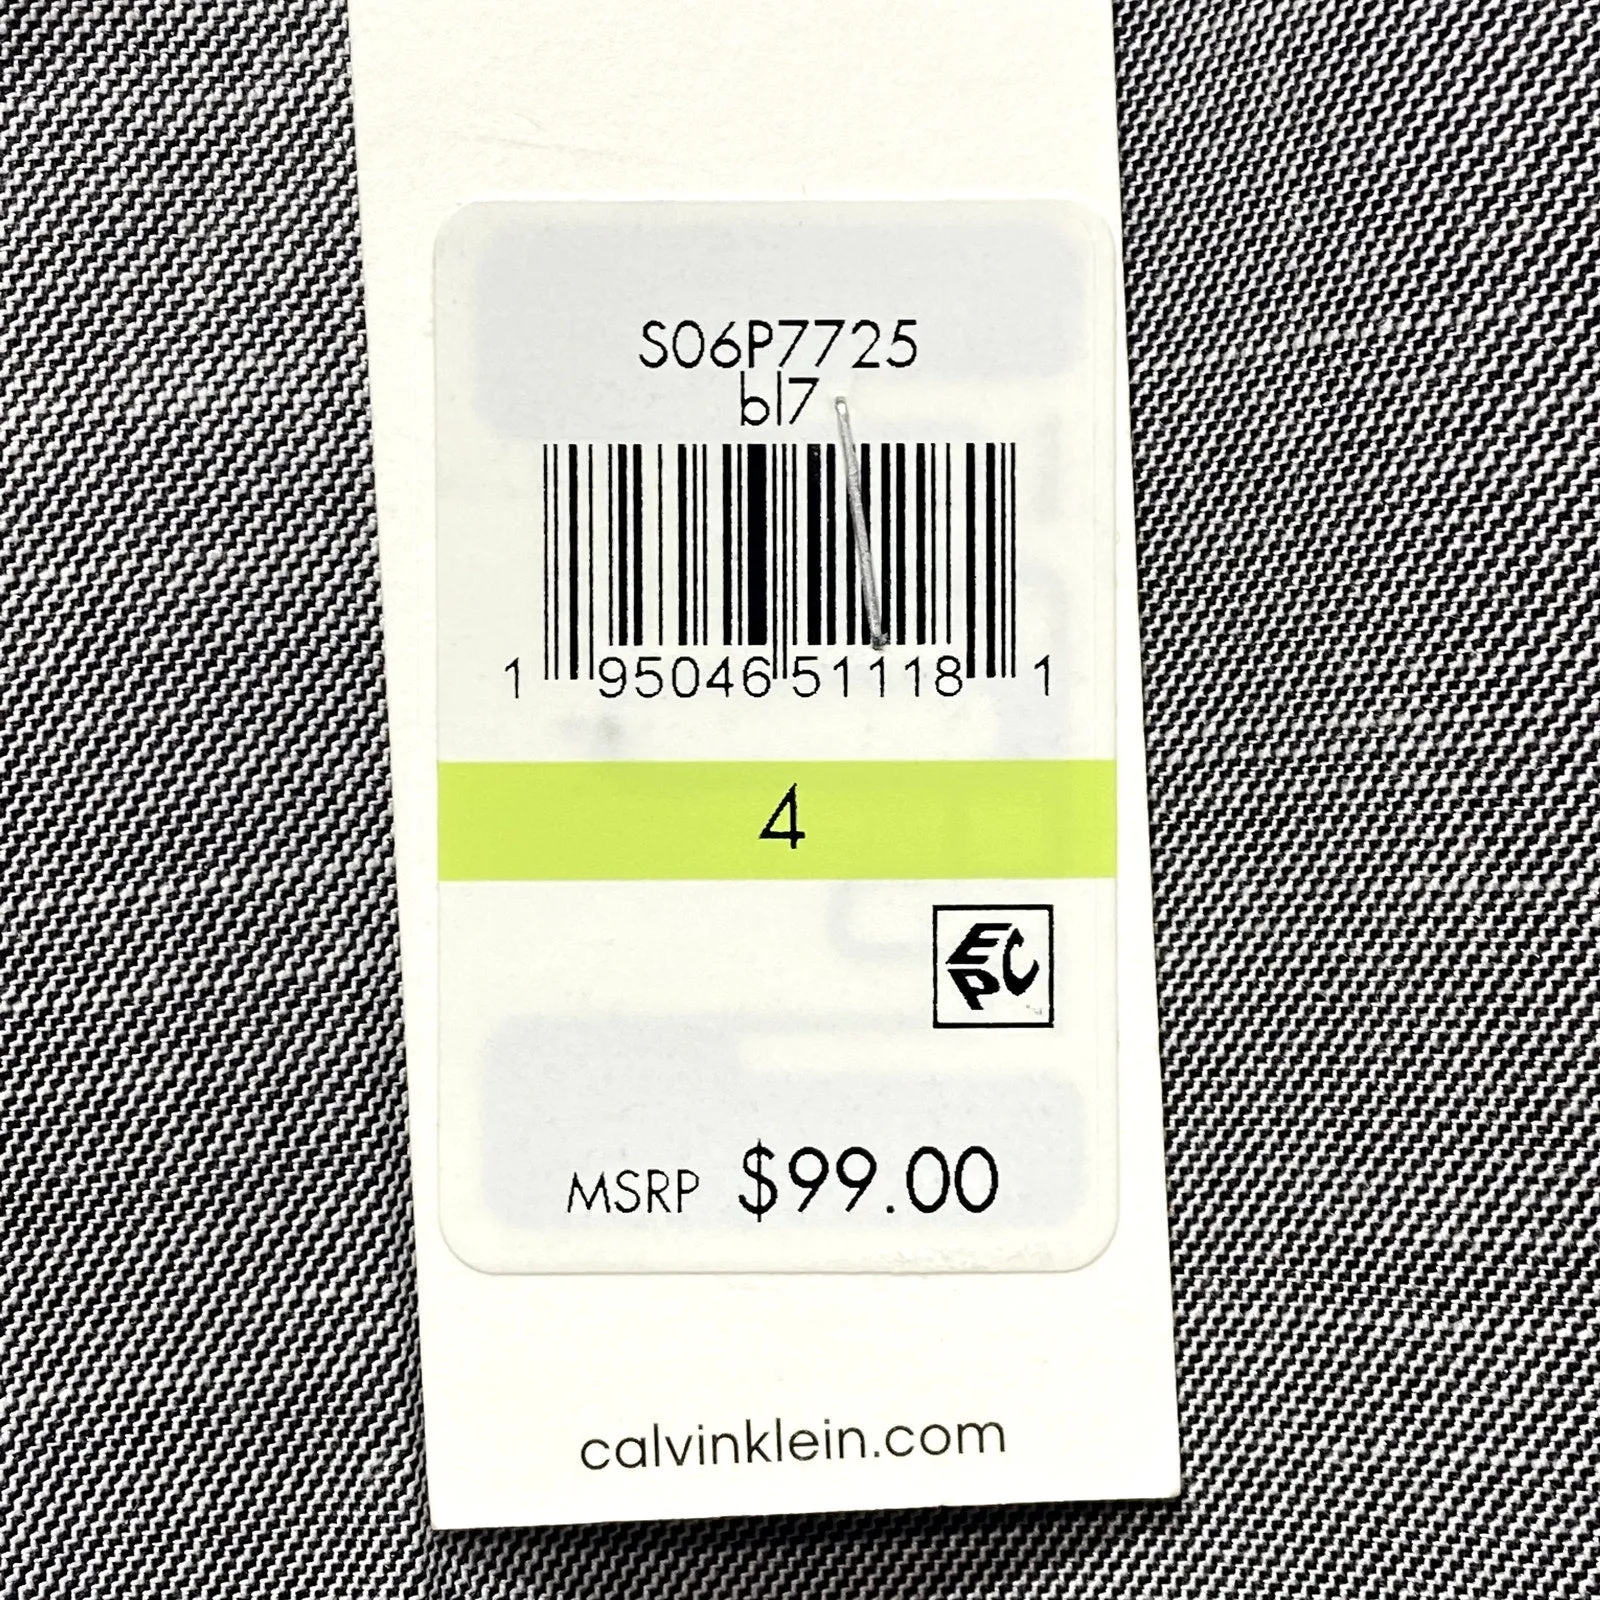 S06P7725
bl7
1 95046 51118 1
4
EPC
MSRP $99.00
calvinklein.com